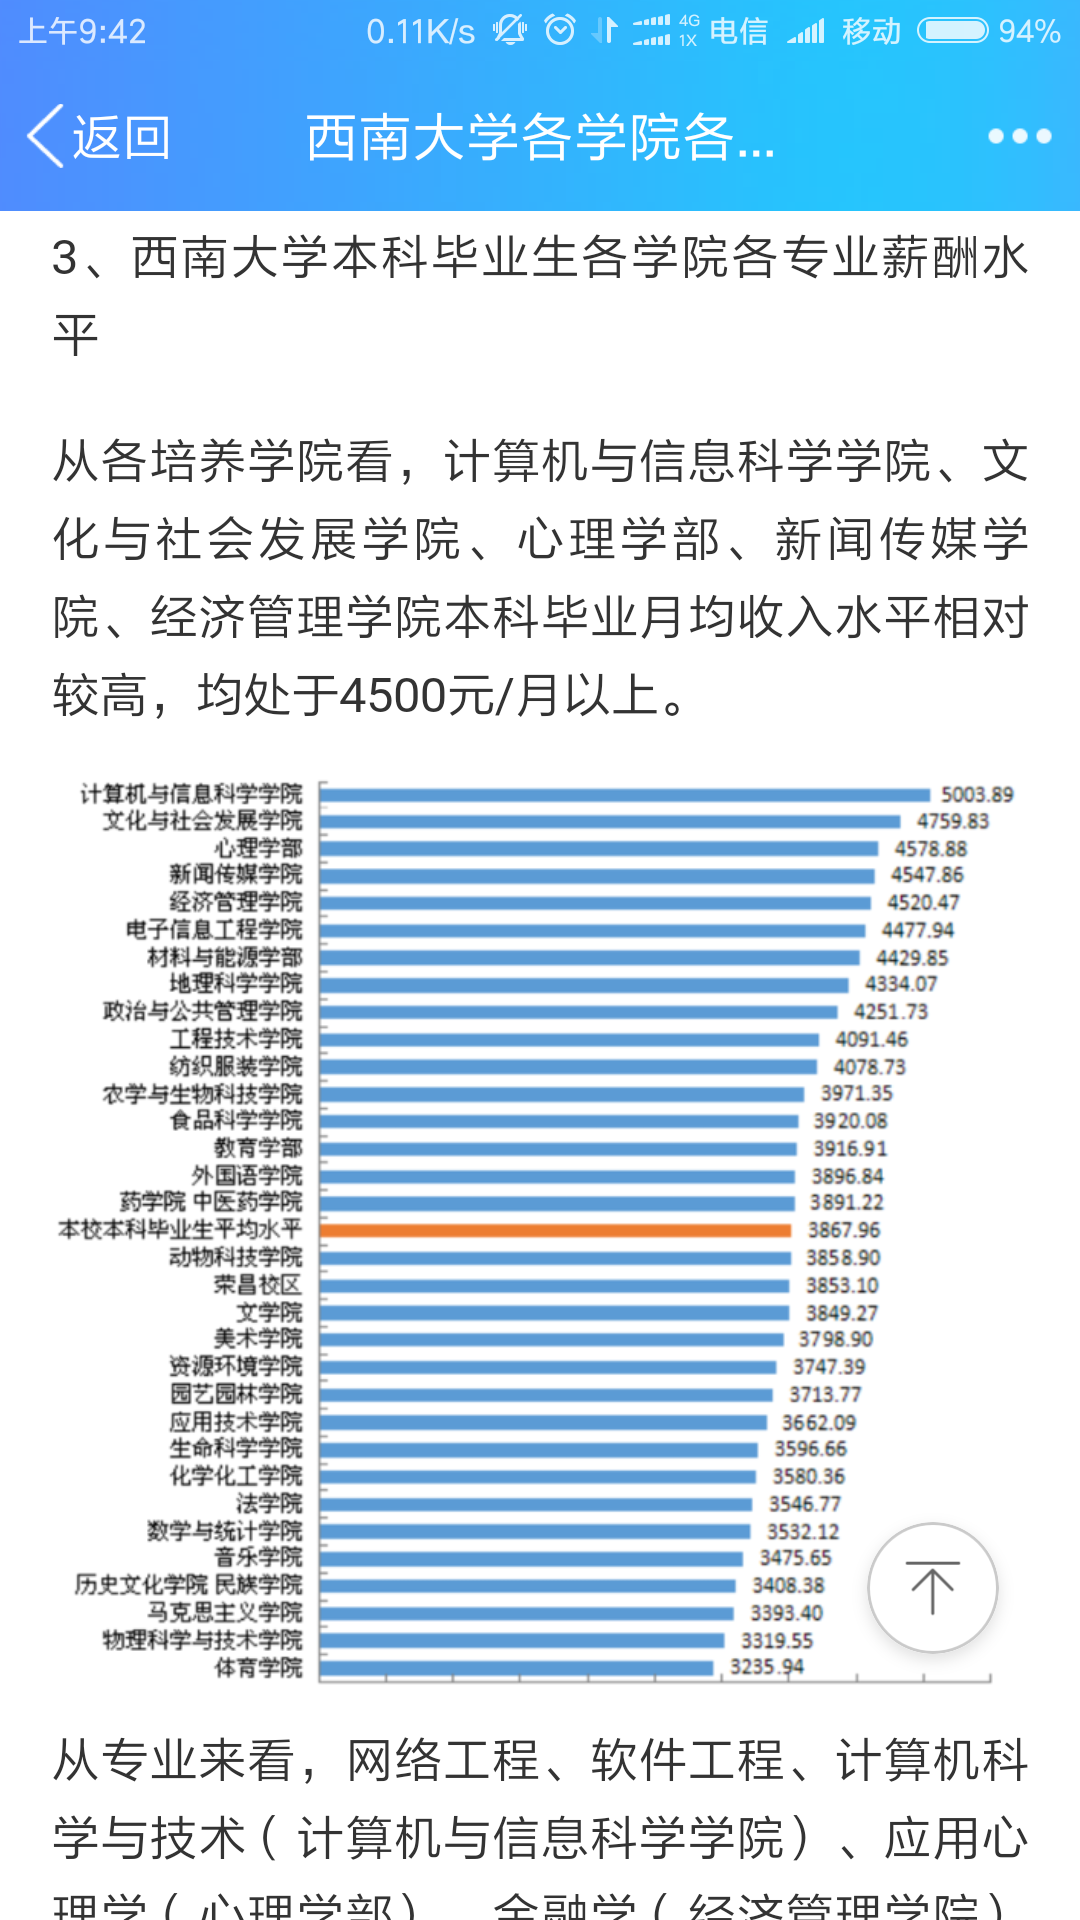 上午9:42 0.11K/s 4G 1X 电信 移动 94%
返回 西南大学各学院各...
3、西南大学本科毕业生各学院各专业薪酬水
平
从各培养学院看，计算机与信息科学学院、文
化与社会发展学院、心理学部、新闻传媒学
院、经济管理学院本科毕业月均收入水平相对
较高，均处于4500元/月以上。
计算机与信息科学学院 5003.89
文化与社会发展学院 4759.83
心理学部 4578.88
新闻传媒学院 4547.86
经济管理学院 4520.47
电子信息工程学院 4477.94
材料与能源学部 4429.85
地理科学学院 4334.07
政治与公共管理学院 4251.73
工程技术学院 4091.46
纺织服装学院 4078.73
农学与生物科技学院 3971.35
食品科学学院 3920.08
教育学部 3916.91
外国语学院 3896.84
药学院 中医药学院 3891.22
本校本科毕业生平均水平 3867.96
动物科技学院 3858.90
荣昌校区 3853.10
文学院 3849.27
美术学院 3798.90
资源环境学院 3747.39
园艺园林学院 3713.77
应用技术学院 3662.09
生命科学学院 3596.66
化学化工学院 3580.36
法学院 3546.77
数学与统计学院 3532.12
音乐学院 3475.65
历史文化学院 民族学院 3408.38
马克思主义学院 3393.40
物理科学与技术学院 3319.55
体育学院 3235.94
从专业来看，网络工程、软件工程、计算机科
学与技术（计算机与信息科学学院）、应用心
理学（心理学部）、金融学（经济管理学院）